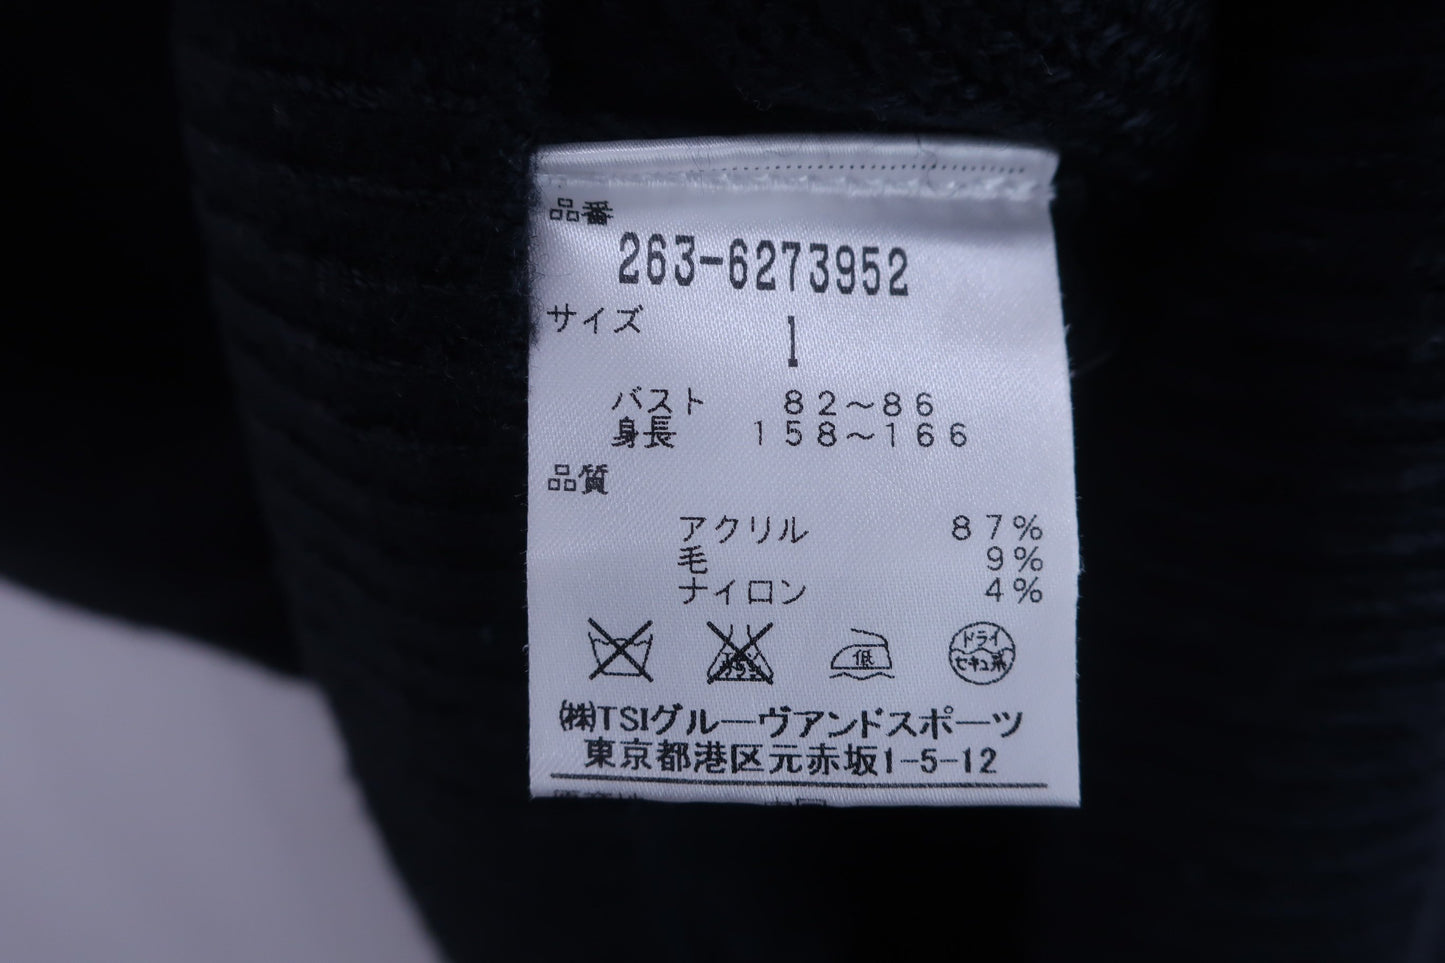 品番
263-6273952
サイズ
1
バスト 82～86
身長 158～166
品質
アクリル 87%
毛 9%
ナイロン 4%
低 ドライ
セキユ系
㈱TSIグルーヴアンドスポーツ
東京都港区元赤坂1-5-12